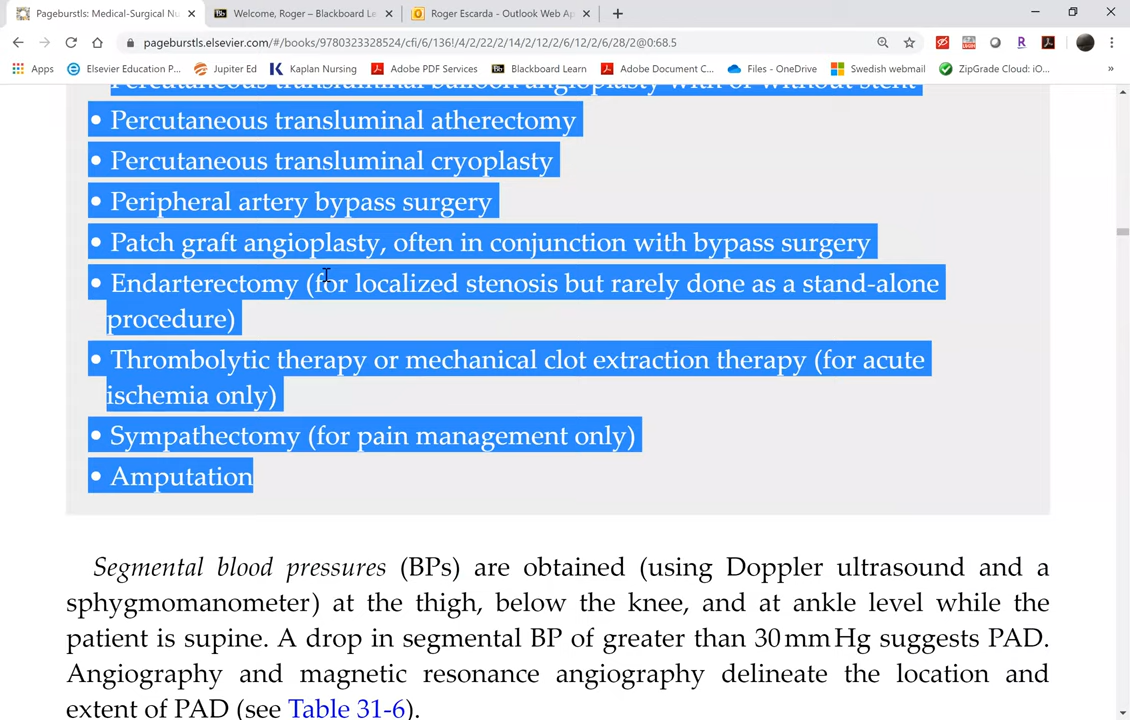 Pageburstls: Medical-Surgical Nu
Welcome, Roger – Blackboard Le
Roger Escarda - Outlook Web Ap
pageburstls.elsevier.com/#/books/9780323328524/cfi/6/136!/4/2/22/2/14/2/12/2/6/12/2/6/28/2@0:68.5
Apps
Elsevier Education P...
Jupiter Ed
Kaplan Nursing
Adobe PDF Services
Blackboard Learn
Adobe Document C...
Files - OneDrive
Swedish webmail
ZipGrade Cloud: iO...
»
• Percutaneous transluminal balloon angioplasty with or without stent
• Percutaneous transluminal atherectomy
• Percutaneous transluminal cryoplasty
• Peripheral artery bypass surgery
• Patch graft angioplasty, often in conjunction with bypass surgery
• Endarterectomy (for localized stenosis but rarely done as a stand-alone
procedure)
• Thrombolytic therapy or mechanical clot extraction therapy (for acute
ischemia only)
• Sympathectomy (for pain management only)
• Amputation
Segmental blood pressures (BPs) are obtained (using Doppler ultrasound and a
sphygmomanometer) at the thigh, below the knee, and at ankle level while the
patient is supine. A drop in segmental BP of greater than 30 mm Hg suggests PAD.
Angiography and magnetic resonance angiography delineate the location and
extent of PAD (see Table 31-6).